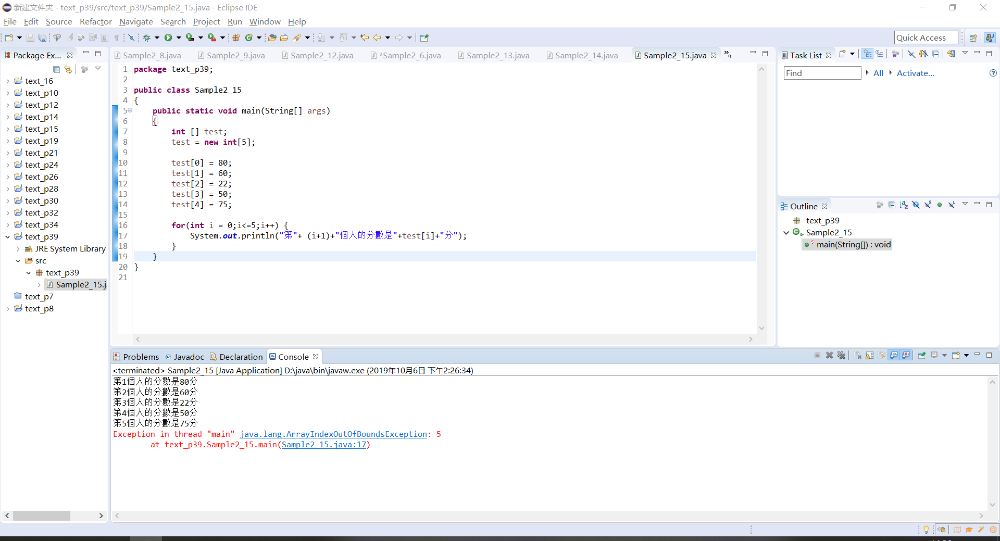 新建文件夹 - text_p39/src/text_p39/Sample2_15.java - Eclipse IDE
File Edit Source Refactor Navigate Search Project Run Window Help
Quick Access
Package Ex...
text_16
text_p10
text_p12
text_p14
text_p15
text_p19
text_p21
text_p24
text_p26
text_p28
text_p30
text_p32
text_p34
text_p39
JRE System Library
src
text_p39
Sample2_15.j
text_p7
text_p8
Sample2_8.java Sample2_9.java Sample2_12.java *Sample2_6.java Sample2_13.java Sample2_14.java Sample2_15.java
1 package text_p39;
2
3 public class Sample2_15
4 {
5 public static void main(String[] args)
6 {
7 int [] test;
8 test = new int[5];
9
10 test[0] = 80;
11 test[1] = 60;
12 test[2] = 22;
13 test[3] = 50;
14 test[4] = 75;
15
16 for(int i = 0;i<=5;i++) {
17 System.out.println("第"+ (i+1)+"個人的分數是"+test[i]+"分");
18 }
19 }
20 }
21
Task List
Find All Activate...
Outline
text_p39
Sample2_15
main(String[]) : void
Problems @ Javadoc Declaration Console
<terminated> Sample2_15 [Java Application] D:\java\bin\javaw.exe (2019年10月6日 下午2:26:34)
第1個人的分數是80分
第2個人的分數是60分
第3個人的分數是22分
第4個人的分數是50分
第5個人的分數是75分
Exception in thread "main" java.lang.ArrayIndexOutOfBoundsException: 5
at text_p39.Sample2_15.main(Sample2_15.java:17)